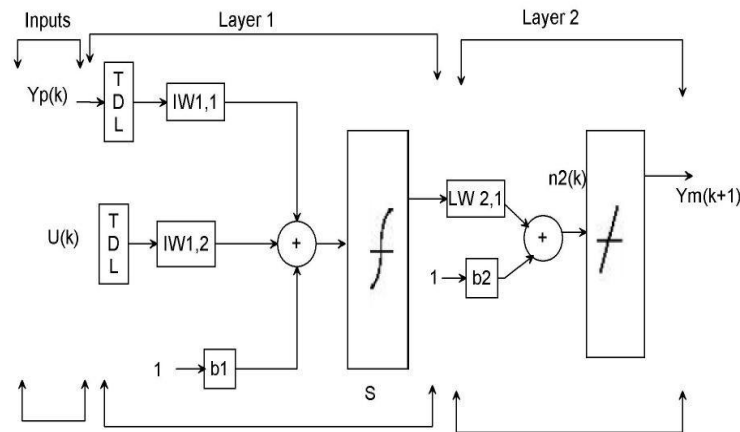 Inputs
Layer 1
Layer 2
Yp(k)
T
D
L
IW1,1
U(k)
T
D
L
IW1,2
+
1
b1
S
LW 2,1
1
b2
+
n2(k)
Ym(k+1)